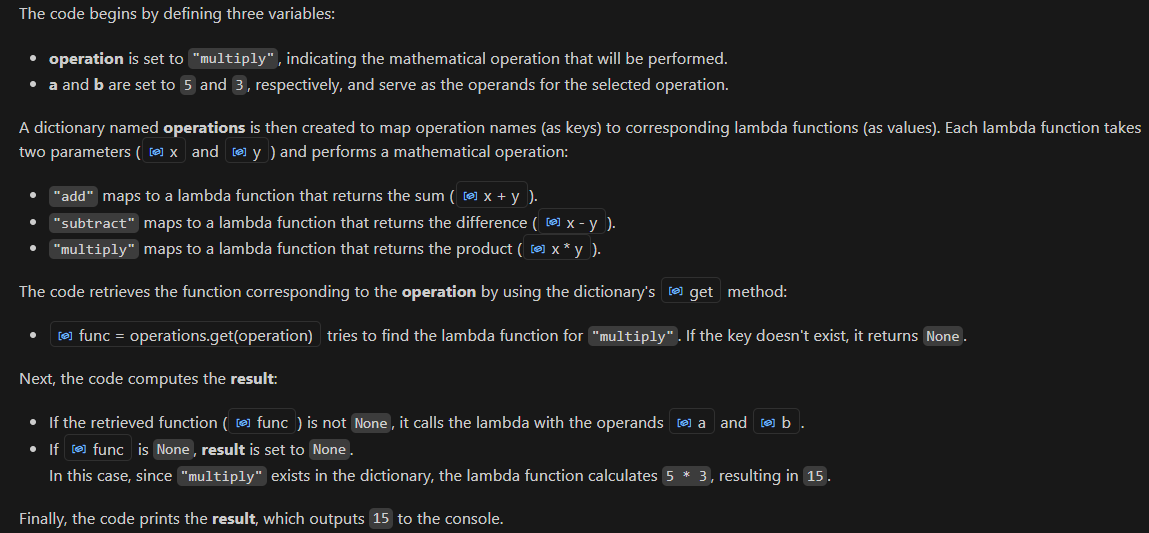 The code begins by defining three variables:
• operation is set to "multiply", indicating the mathematical operation that will be performed.
• a and b are set to 5 and 3, respectively, and serve as the operands for the selected operation.
A dictionary named operations is then created to map operation names (as keys) to corresponding lambda functions (as values). Each lambda function takes
two parameters ( x and y ) and performs a mathematical operation:
• "add" maps to a lambda function that returns the sum ( x + y ).
• "subtract" maps to a lambda function that returns the difference ( x - y ).
• "multiply" maps to a lambda function that returns the product ( x * y ).
The code retrieves the function corresponding to the operation by using the dictionary's get method:
• func = operations.get(operation) tries to find the lambda function for "multiply". If the key doesn't exist, it returns None.
Next, the code computes the result:
• If the retrieved function ( func ) is not None, it calls the lambda with the operands a and b .
• If func is None, result is set to None.
In this case, since "multiply" exists in the dictionary, the lambda function calculates 5 * 3, resulting in 15.
Finally, the code prints the result, which outputs 15 to the console.